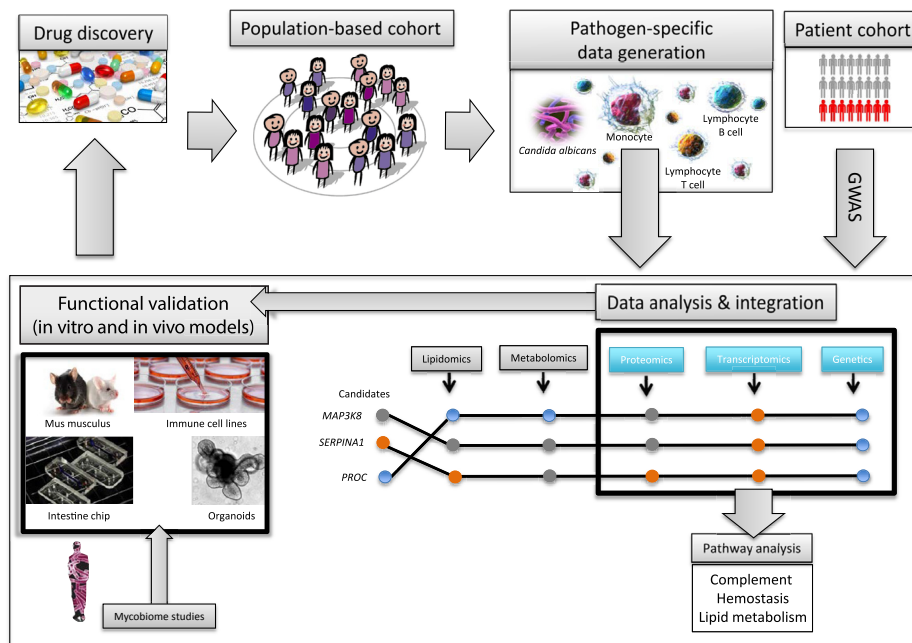 Drug discovery
Population-based cohort
Pathogen-specific
data generation
Patient cohort
Candida albicans
Monocyte
Lymphocyte
B cell
Lymphocyte
T cell
GWAS
Functional validation
(in vitro and in vivo models)
Data analysis & integration
Mus musculus
Immune cell lines
Intestine chip
Organoids
Mycobiome studies
Lipidomics
Metabolomics
Proteomics
Transcriptomics
Genetics
Candidates
MAP3K8
SERPINA1
PROC
Pathway analysis
Complement
Hemostasis
Lipid metabolism